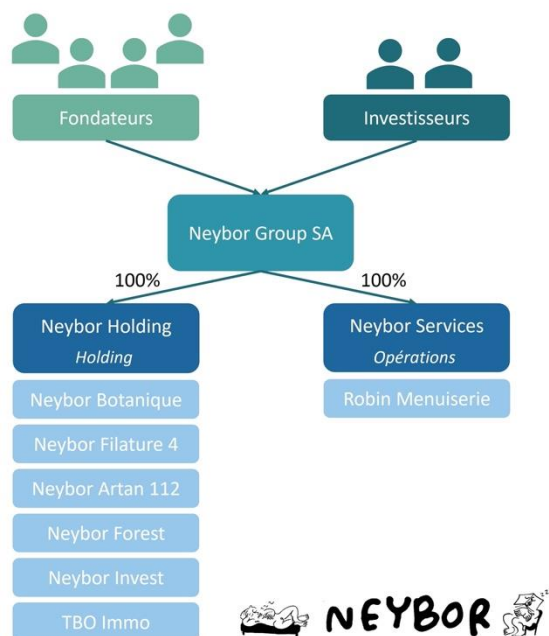 Fondateurs
Investisseurs
Neybor Group SA
100%
100%
Neybor Holding
Holding
Neybor Services
Opérations
Neybor Botanique
Robin Menuiserie
Neybor Filature 4
Neybor Artan 112
Neybor Forest
Neybor Invest
TBO Immo
NEYBOR